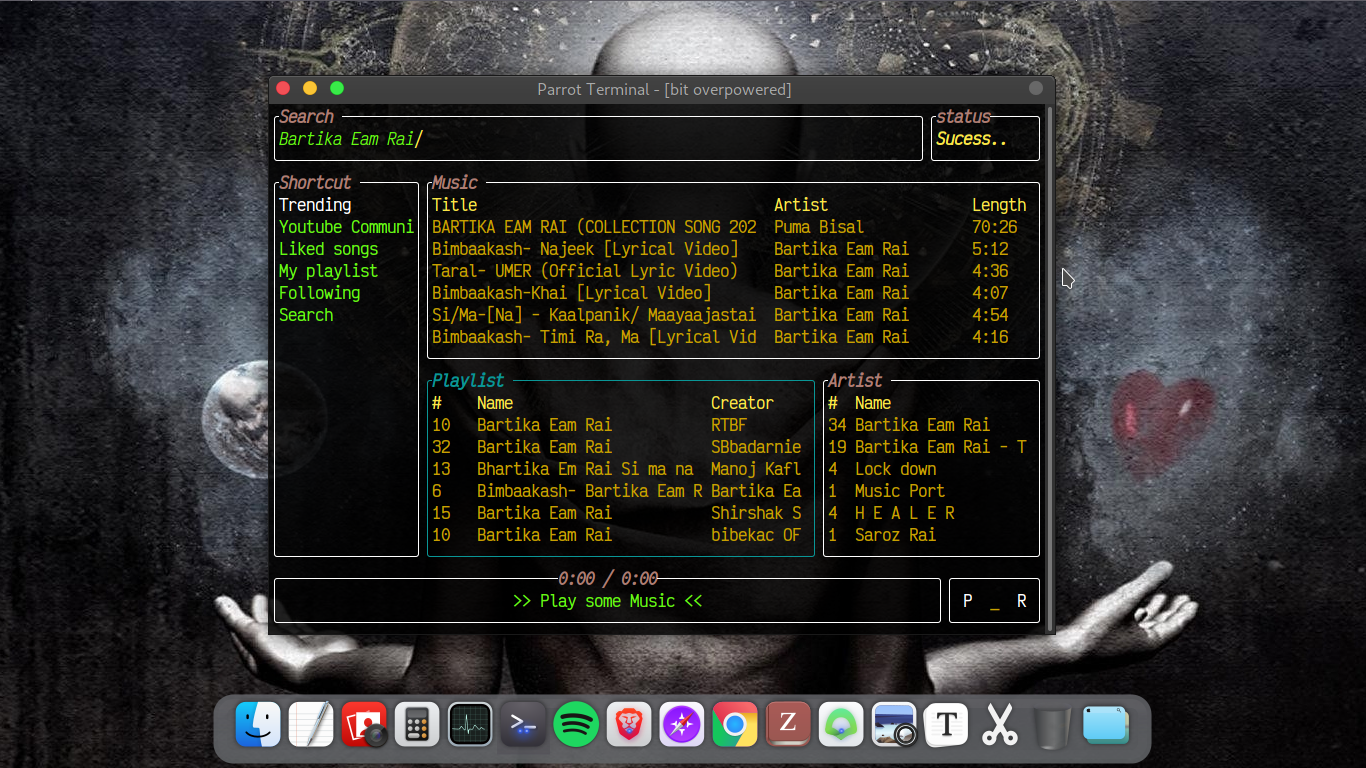 Parrot Terminal - [bit overpowered]
Search
Bartika Eam Rai/
status
Sucess..
Shortcut
Trending
Youtube Communi
Liked songs
My playlist
Following
Search
Music
Title Artist Length
BARTIKA EAM RAI (COLLECTION SONG 202 Puma Bisal 70:26
Bimbaakash- Najeek [Lyrical Video] Bartika Eam Rai 5:12
Taral- UMER (Official Lyric Video) Bartika Eam Rai 4:36
Bimbaakash-Khai [Lyrical Video] Bartika Eam Rai 4:07
Si/Ma-[Na] - Kaalpanik/ Maayaajastai Bartika Eam Rai 4:54
Bimbaakash- Timi Ra, Ma [Lyrical Vid Bartika Eam Rai 4:16
Playlist
# Name Creator
10 Bartika Eam Rai RTBF
32 Bartika Eam Rai SBbadarnie
13 Bhartika Em Rai Si ma na Manoj Kafl
6 Bimbaakash- Bartika Eam R Bartika Ea
15 Bartika Eam Rai Shirshak S
10 Bartika Eam Rai bibekac OF
Artist
# Name
34 Bartika Eam Rai
19 Bartika Eam Rai - T
4 Lock down
1 Music Port
4 H E A L E R
1 Saroz Rai
0:00 / 0:00
>> Play some Music <<
P _ R
>_
Z
T